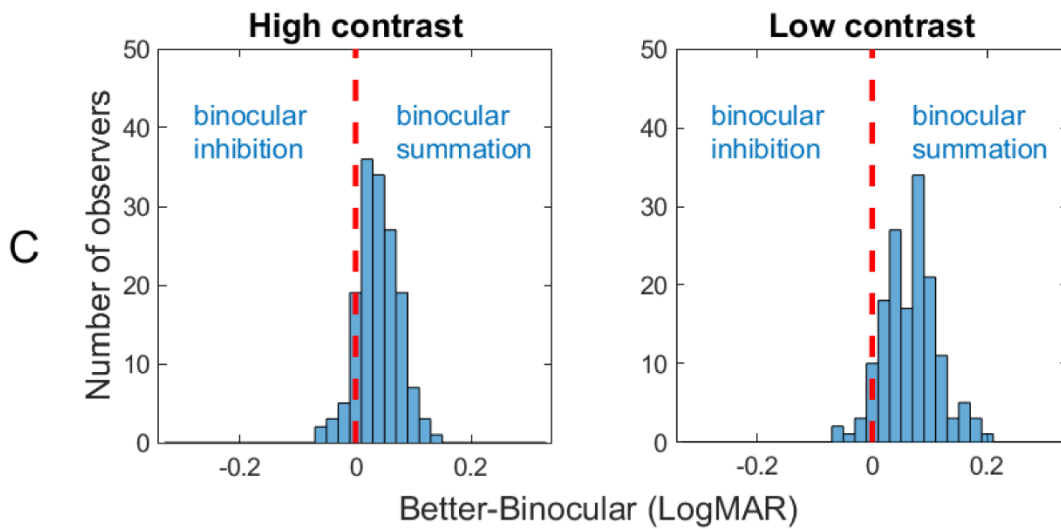 High contrast
Low contrast
C
Number of observers
50
40
30
20
10
0
binocular
inhibition
binocular
summation
-0.2
0
0.2
50
40
30
20
10
0
binocular
inhibition
binocular
summation
-0.2
0
0.2
Better-Binocular (LogMAR)